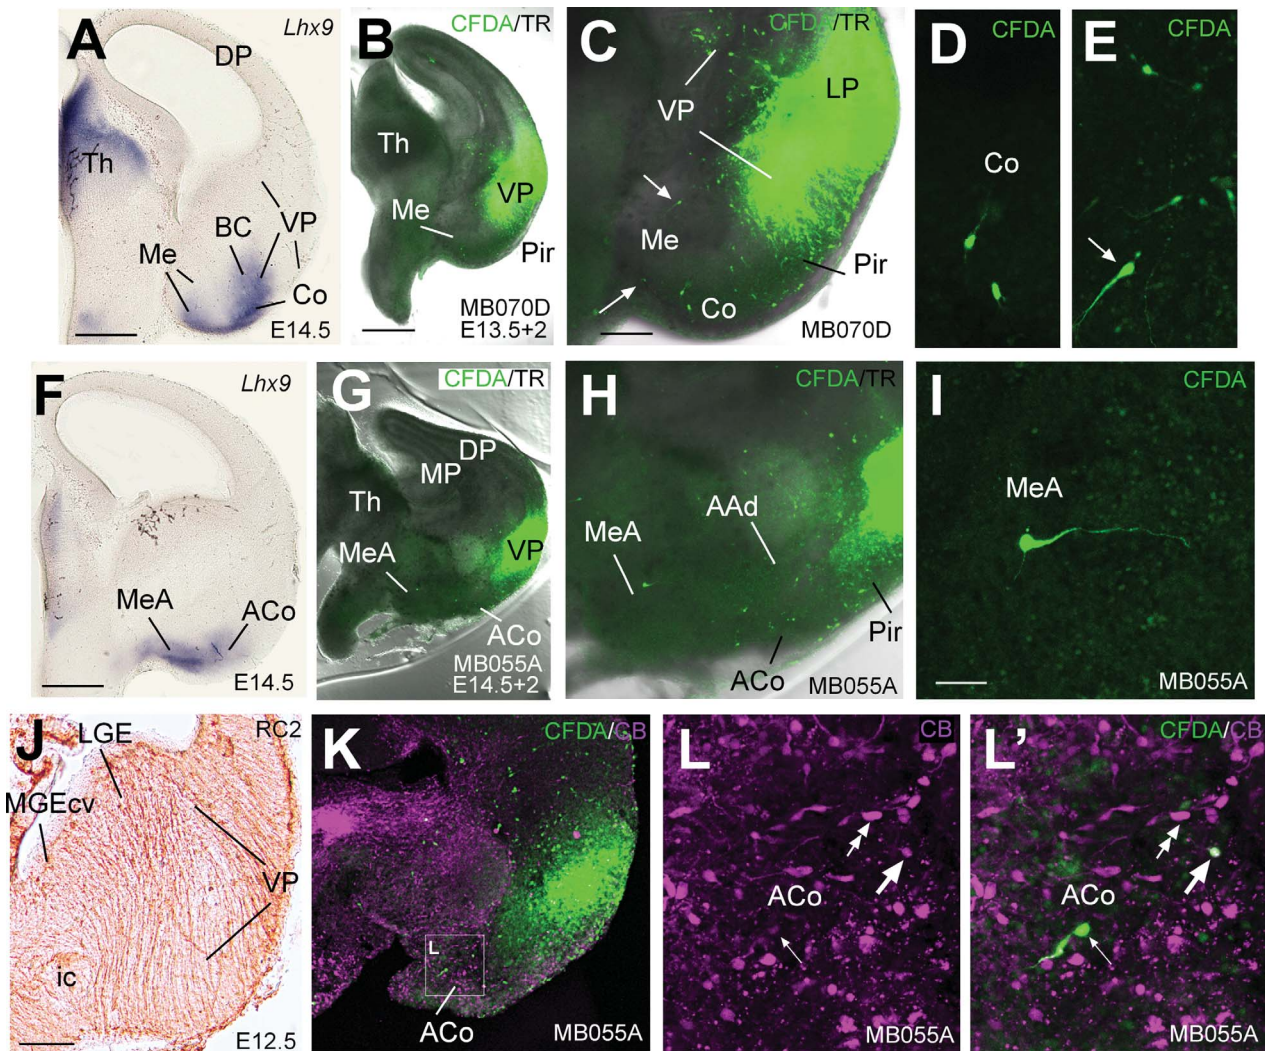 A
Lhx9
DP
Th
BC
VP
Me
Co
E14.5
B
CFDA/TR
Th
VP
Me
Pir
MB070D
E13.5+2
C
CFDA/TR
LP
VP
Me
Pir
Co
MB070D
D
CFDA
Co
E
CFDA
F
Lhx9
MeA
ACo
E14.5
G
CFDA/TR
DP
MP
Th
MeA
VP
ACo
MB055A
E14.5+2
H
CFDA/TR
AAd
MeA
Pir
ACo
MB055A
I
CFDA
MeA
MB055A
J
LGE
RC2
MGEcv
VP
ic
E12.5
K
CFDA/CB
L
ACo
MB055A
L
CB
ACo
MB055A
L’
CFDA/CB
ACo
MB055A